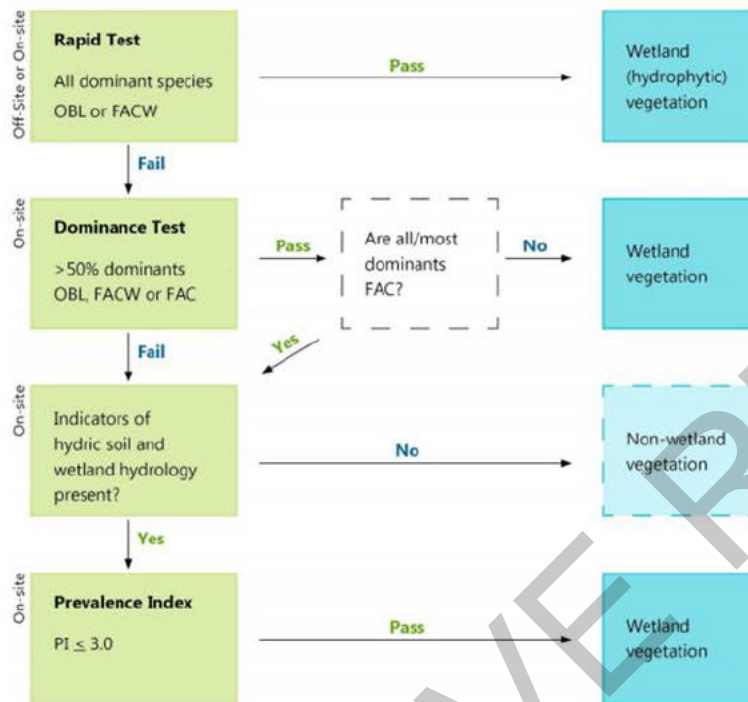 Off-Site or On-site
Rapid Test
All dominant species
OBL or FACW
Pass
Wetland
(hydrophytic)
vegetation
Fail
On-site
Dominance Test
>50% dominants
OBL, FACW or FAC
Pass
Are all/most
dominants
FAC?
No
Wetland
vegetation
Fail
Yes
On-site
Indicators of
hydric soil and
wetland hydrology
present?
No
Non-wetland
vegetation
Yes
On-site
Prevalence Index
PI ≤ 3.0
Pass
Wetland
vegetation